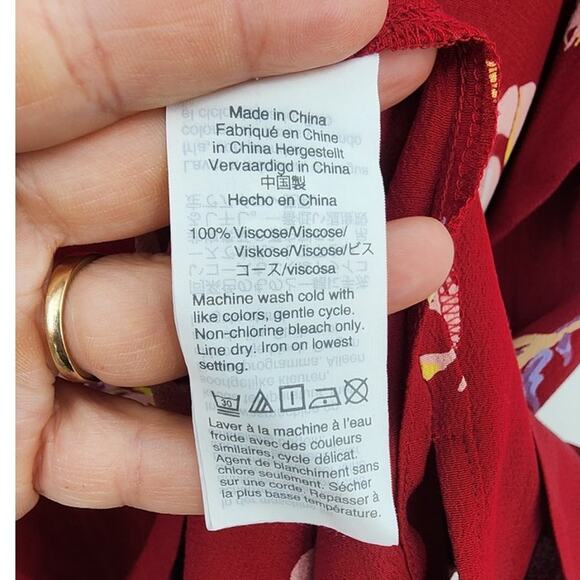 Made in China
Fabriqué en Chine
in China Hergestellt
Vervaardigd in China
中国製
Hecho en China
100% Viscose/Viscose/
Viskose/Viscose/ビス
コース/viscosa
Machine wash cold with
like colors, gentle cycle.
Non-chlorine bleach only.
Line dry. Iron on lowest
setting.
30
Laver à la machine à l'eau
froide avec des couleurs
similaires, cycle délicat.
Agent de blanchiment sans
chlore seulement. Sécher
sur une corde. Repasser à
la plus basse température.